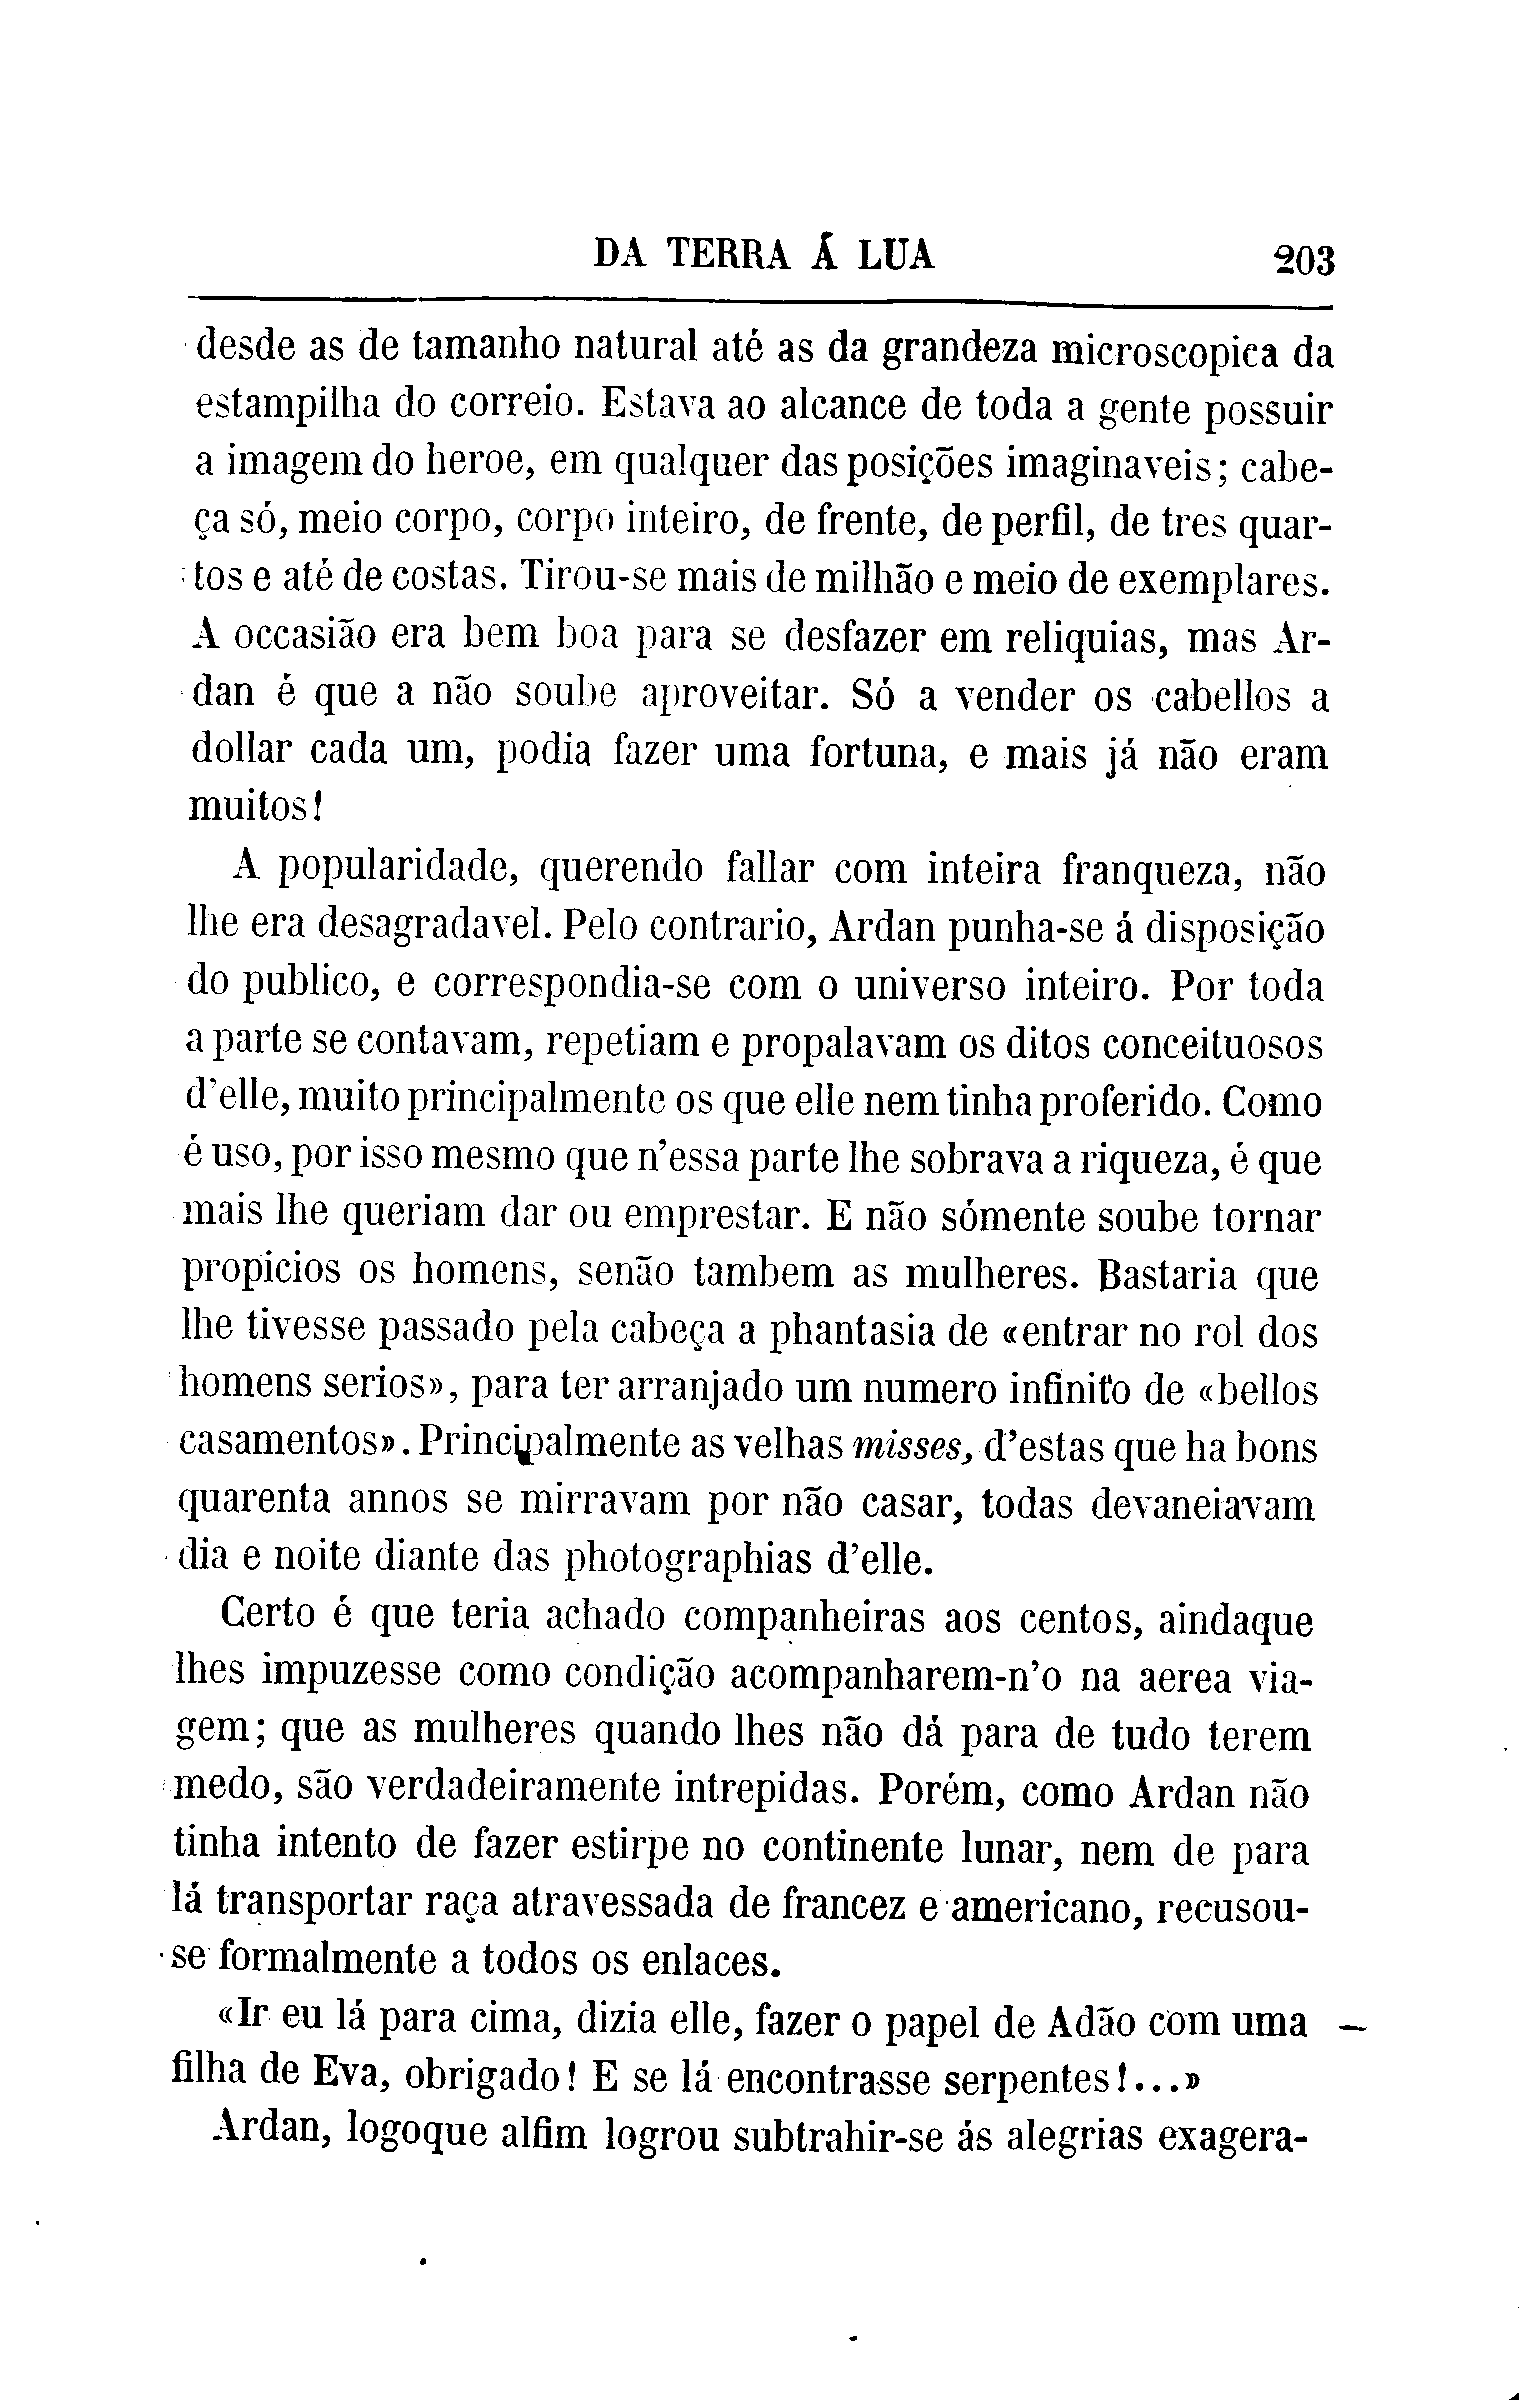 DA TERRA Á LUA 203
desde as de tamanho natural até as da grandeza microscopica da
estampilha do correio. Estava ao alcance de toda a gente possuir
a imagem do heroe, em qualquer das posições imaginaveis; cabe-
ça só, meio corpo, corpo inteiro, de frente, de perfil, de tres quar-
tos e até de costas. Tirou-se mais de milhão e meio de exemplares.
A occasião era bem boa para se desfazer em reliquias, mas Ar-
dan é que a não soube aproveitar. Só a vender os cabellos a
dollar cada um, podia fazer uma fortuna, e mais já não eram
muitos!
A popularidade, querendo fallar com inteira franqueza, não
lhe era desagradavel. Pelo contrario, Ardan punha-se á disposição
do publico, e correspondia-se com o universo inteiro. Por toda
a parte se contavam, repetiam e propalavam os ditos conceituosos
d'elle, muito principalmente os que elle nem tinha proferido. Como
é uso, por isso mesmo que n'essa parte lhe sobrava a riqueza, é que
mais lhe queriam dar ou emprestar. E não sómente soube tornar
propicios os homens, senão tambem as mulheres. Bastaria que
lhe tivesse passado pela cabeça a phantasia de «entrar no rol dos
homens serios», para ter arranjado um numero infinito de «bellos
casamentos». Principalmente as velhas misses, d'estas que ha bons
quarenta annos se mirravam por não casar, todas devaneiavam
dia e noite diante das photographias d'elle.
Certo é que teria achado companheiras aos centos, aindaque
lhes impuzesse como condição acompanharem-n'o na aerea via-
gem; que as mulheres quando lhes não dá para de tudo terem
medo, são verdadeiramente intrepidas. Porém, como Ardan não
tinha intento de fazer estirpe no continente lunar, nem de para
lá transportar raça atravessada de francez e americano, recusou-
se formalmente a todos os enlaces.
«Ir eu lá para cima, dizia elle, fazer o papel de Adão com uma
filha de Eva, obrigado! E se lá encontrasse serpentes!...»
Ardan, logoque alfim logrou subtrahir-se ás alegrias exagera-